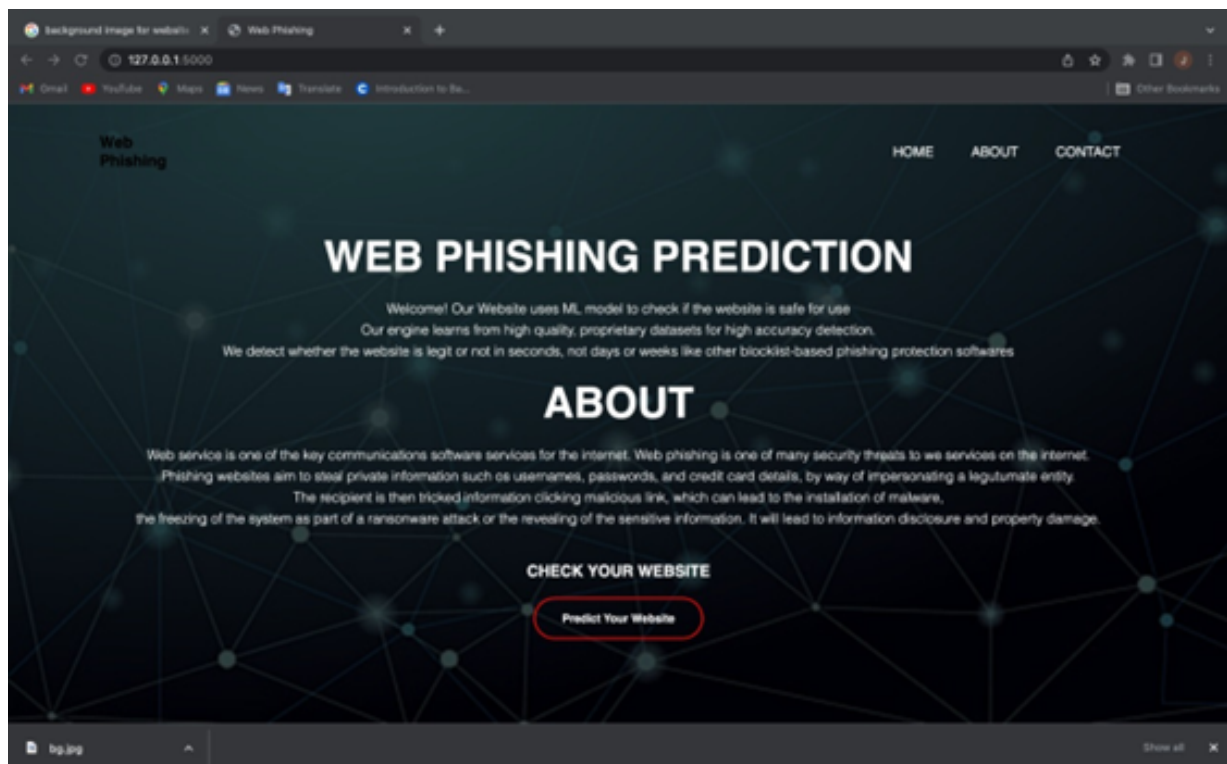 background image for website
Web Phishing
127.0.0.1:5000
Gmail YouTube Maps News Translate Introduction to Ba...
Other Bookmarks
Web
Phishing
HOME ABOUT CONTACT
WEB PHISHING PREDICTION
Welcome! Our Website uses ML model to check if the website is safe for use
Our engine learns from high quality, proprietary datasets for high accuracy detection.
We detect whether the website is legit or not in seconds, not days or weeks like other blocklist-based phishing protection softwares
ABOUT
Web service is one of the key communications software services for the internet. Web phishing is one of many security threats to we services on the internet.
Phishing websites aim to steal private information such os usernames, passwords, and credit card details, by way of impersonating a legutumate entity.
The recipient is then tricked information clicking malicious link, which can lead to the installation of malware,
the freezing of the system as part of a ransomware attack or the revealing of the sensitive information. It will lead to information disclosure and property damage.
CHECK YOUR WEBSITE
Predict Your Website
bg.jpg
Show all